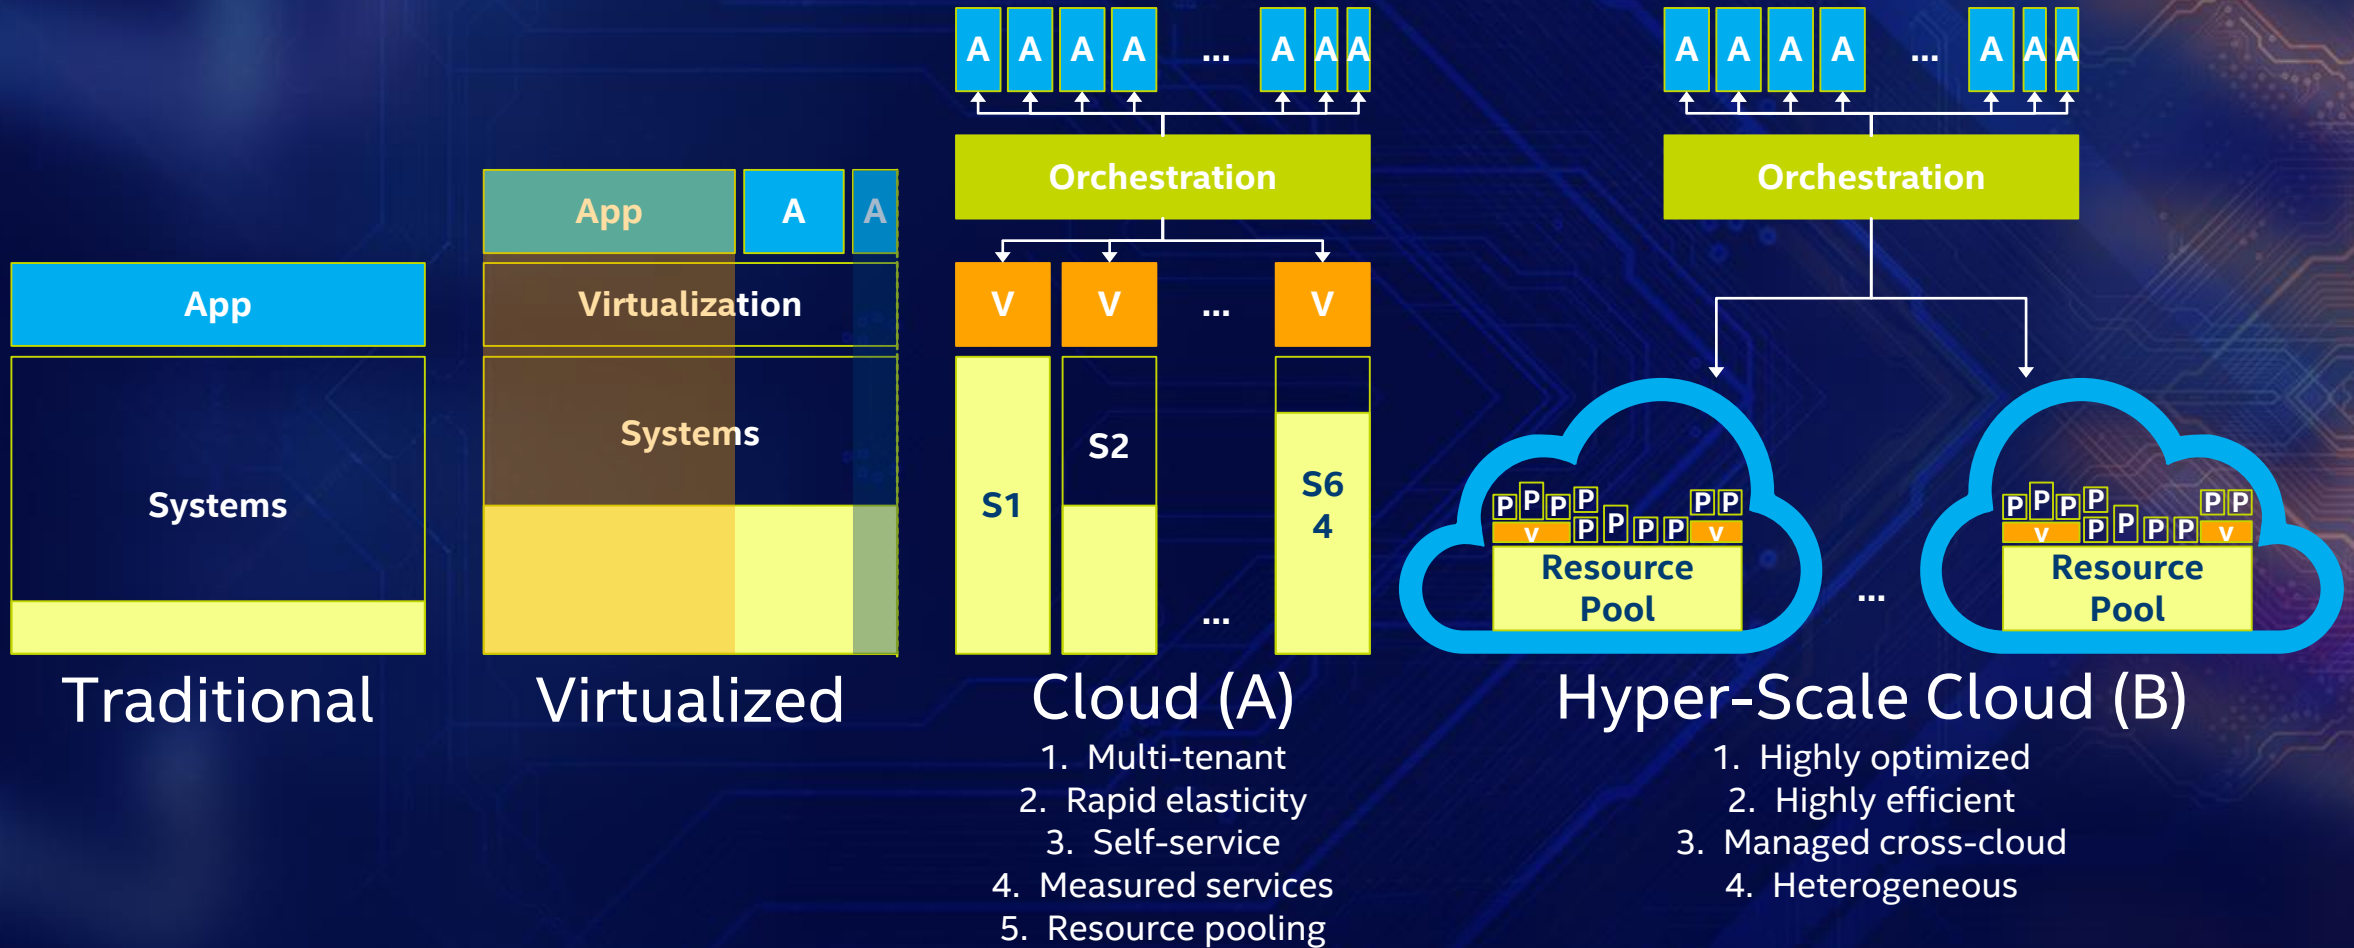 App
Systems
Traditional
App A A
Virtualization
Systems
Virtualized
A A A A ... A A A
Orchestration
V V ... V
S1
S2
S6
4
...
Cloud (A)
1. Multi-tenant
2. Rapid elasticity
3. Self-service
4. Measured services
5. Resource pooling
A A A A ... A A A
Orchestration
P P P P P P
V P P P P V
Resource
Pool
...
P P P P P P
V P P P P V
Resource
Pool
Hyper-Scale Cloud (B)
1. Highly optimized
2. Highly efficient
3. Managed cross-cloud
4. Heterogeneous